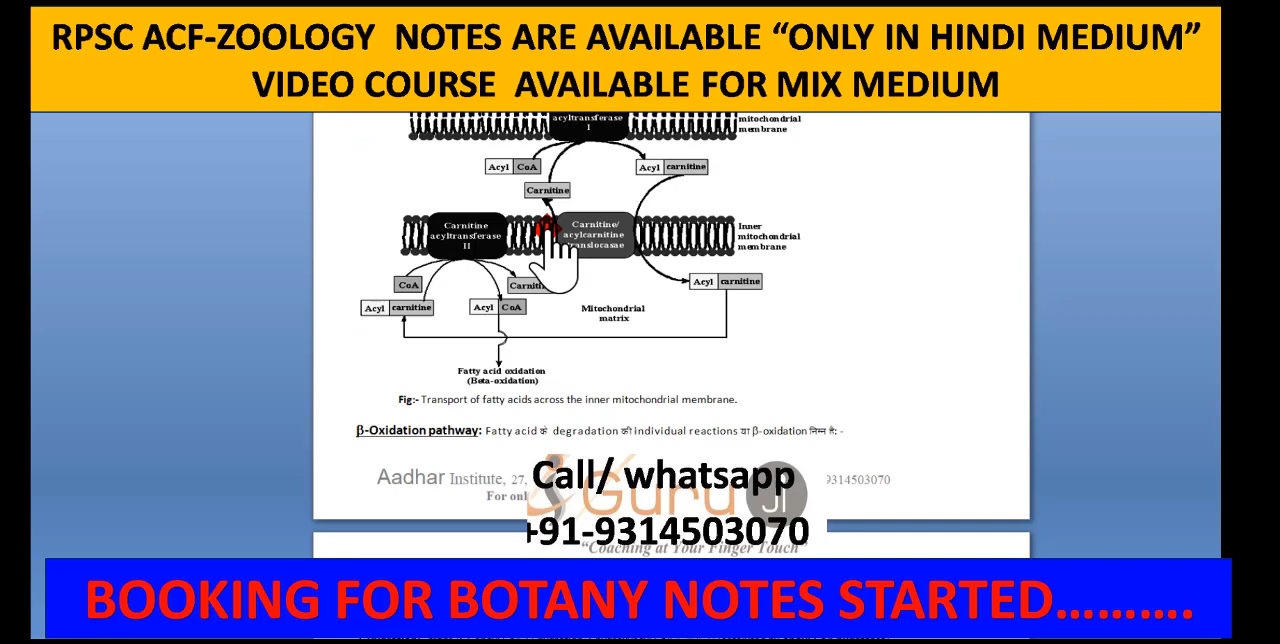 RPSC ACF-ZOOLOGY NOTES ARE AVAILABLE “ONLY IN HINDI MEDIUM”
VIDEO COURSE AVAILABLE FOR MIX MEDIUM
acyltransferase
I
mitochondrial
membrane
Acyl CoA
Acyl carnitine
Carnitine
Carnitine
acyltransferase
II
Carnitine/
acylcarnitine
translocase
Inner
mitochondrial
membrane
CoA
Acyl carnitine
Acyl carnitine
Acyl CoA
Mitochondrial
matrix
Fatty acid oxidation
(Beta-oxidation)
Fig:- Transport of fatty acids across the inner mitochondrial membrane.
β-Oxidation pathway: Fatty acid के degradation की individual reactions या β-oxidation निम्न है: -
Aadhar Institute, 27,
9314503070
For onl
Call/ whatsapp
Guru Ji
+91-9314503070
“Coaching at Your Finger Touch”
BOOKING FOR BOTANY NOTES STARTED……….